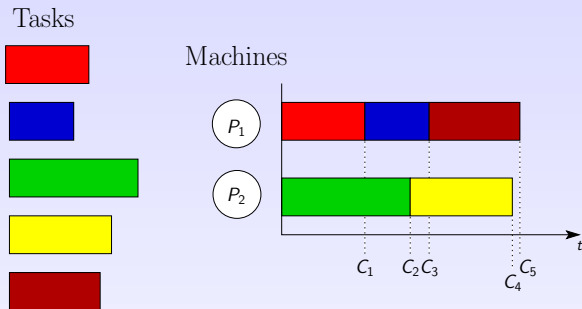 Tasks
Machines
P₁
P₂
t
C₁
C₂
C₃
C₄
C₅